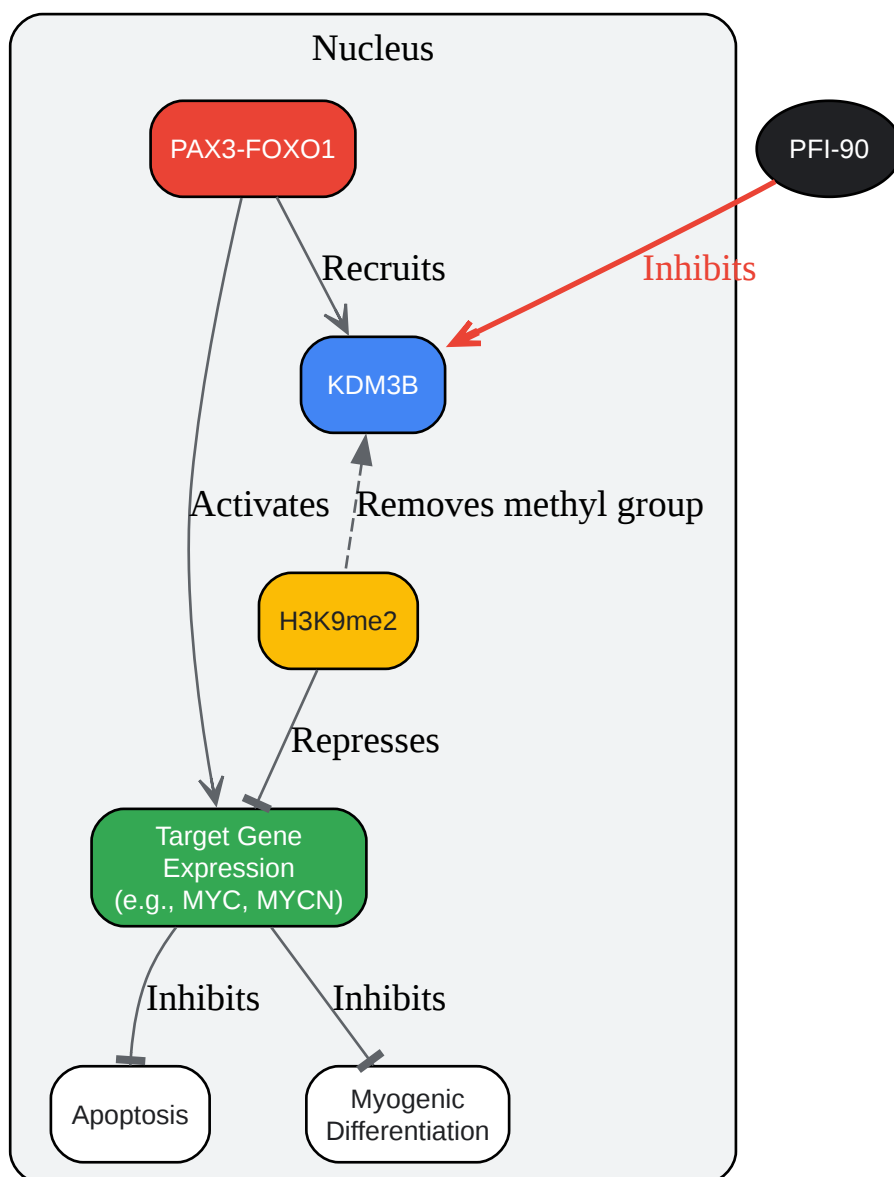 Nucleus
PAX3-FOXO1
PFI-90
Recruits
Inhibits
KDM3B
Activates
Removes methyl group
H3K9me2
Represses
Target Gene
Expression
(e.g., MYC, MYCN)
Inhibits
Inhibits
Apoptosis
Myogenic
Differentiation